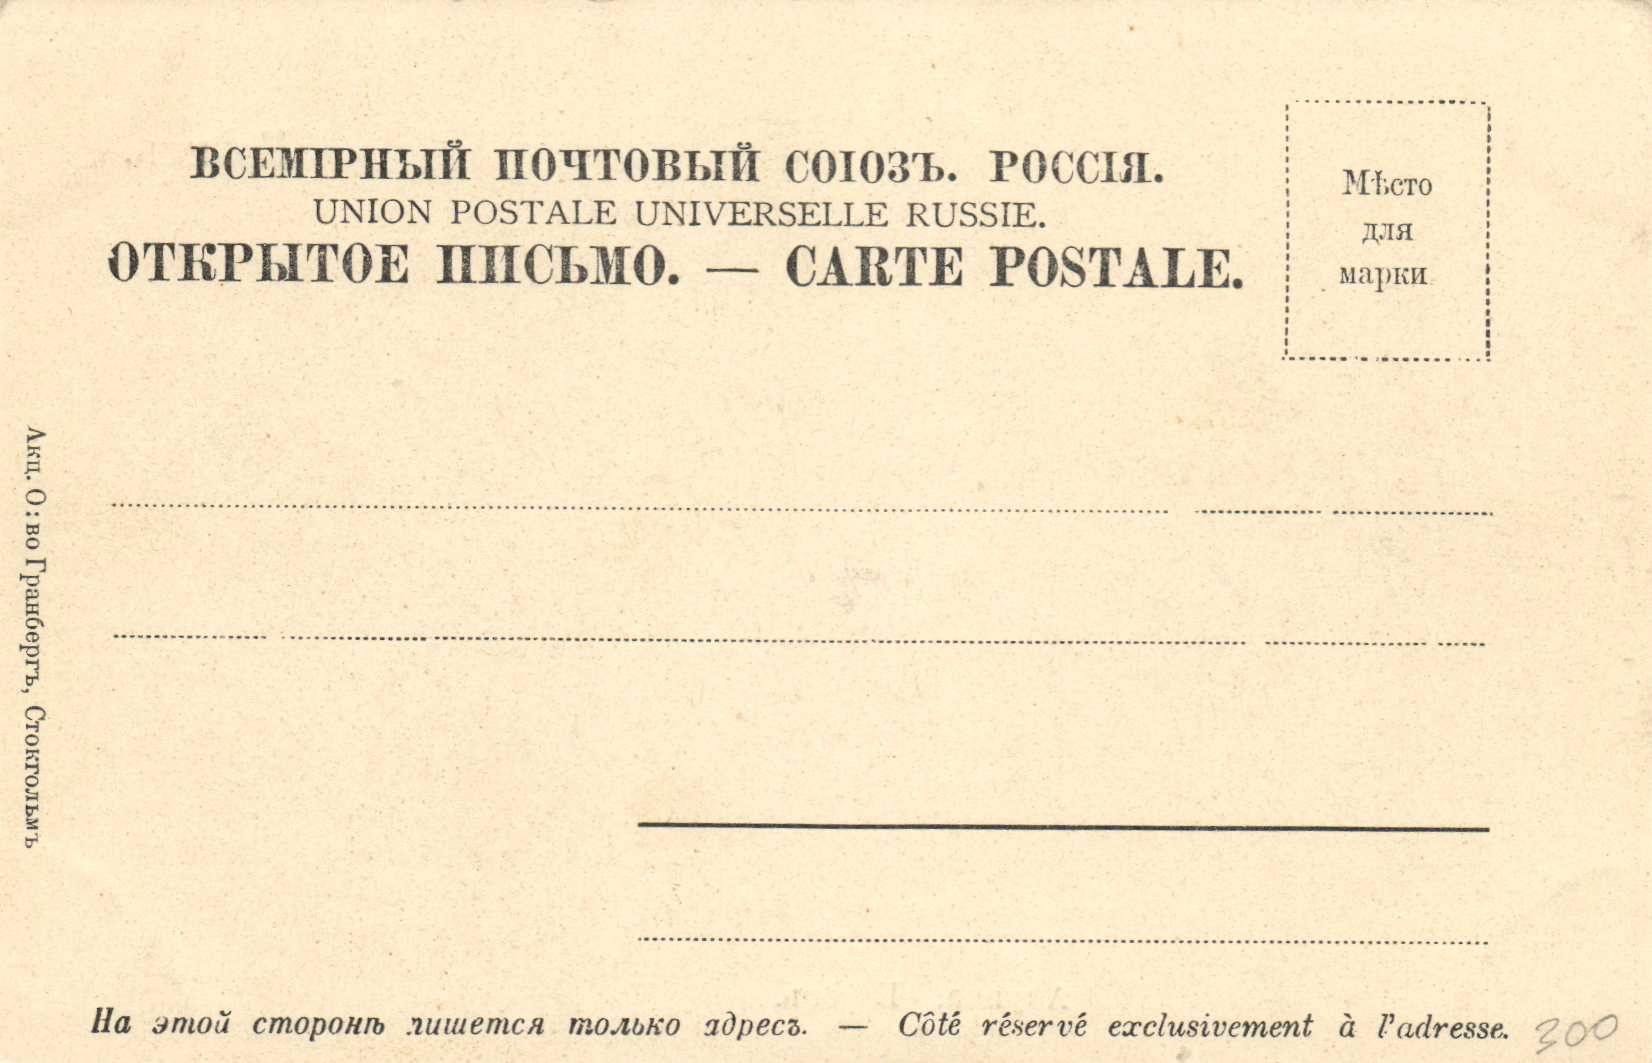 ВСЕМІРНЫЙ ПОЧТОВЫЙ СОЮЗЪ. РОССІЯ.
UNION POSTALE UNIVERSELLE RUSSIE.
ОТКРЫТОЕ ПИСЬМО. — CARTE POSTALE.
Мѣсто
для
марки
Акц. О: во Гранбергъ, Стокгольмъ
На этой сторонѣ пишется только адресъ. — Côté réservé exclusivement à l'adresse.
300